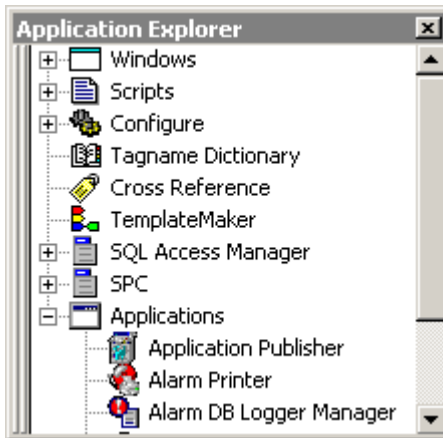 Application Explorer
Windows
Scripts
Configure
Tagname Dictionary
Cross Reference
TemplateMaker
SQL Access Manager
SPC
Applications
Application Publisher
Alarm Printer
Alarm DB Logger Manager